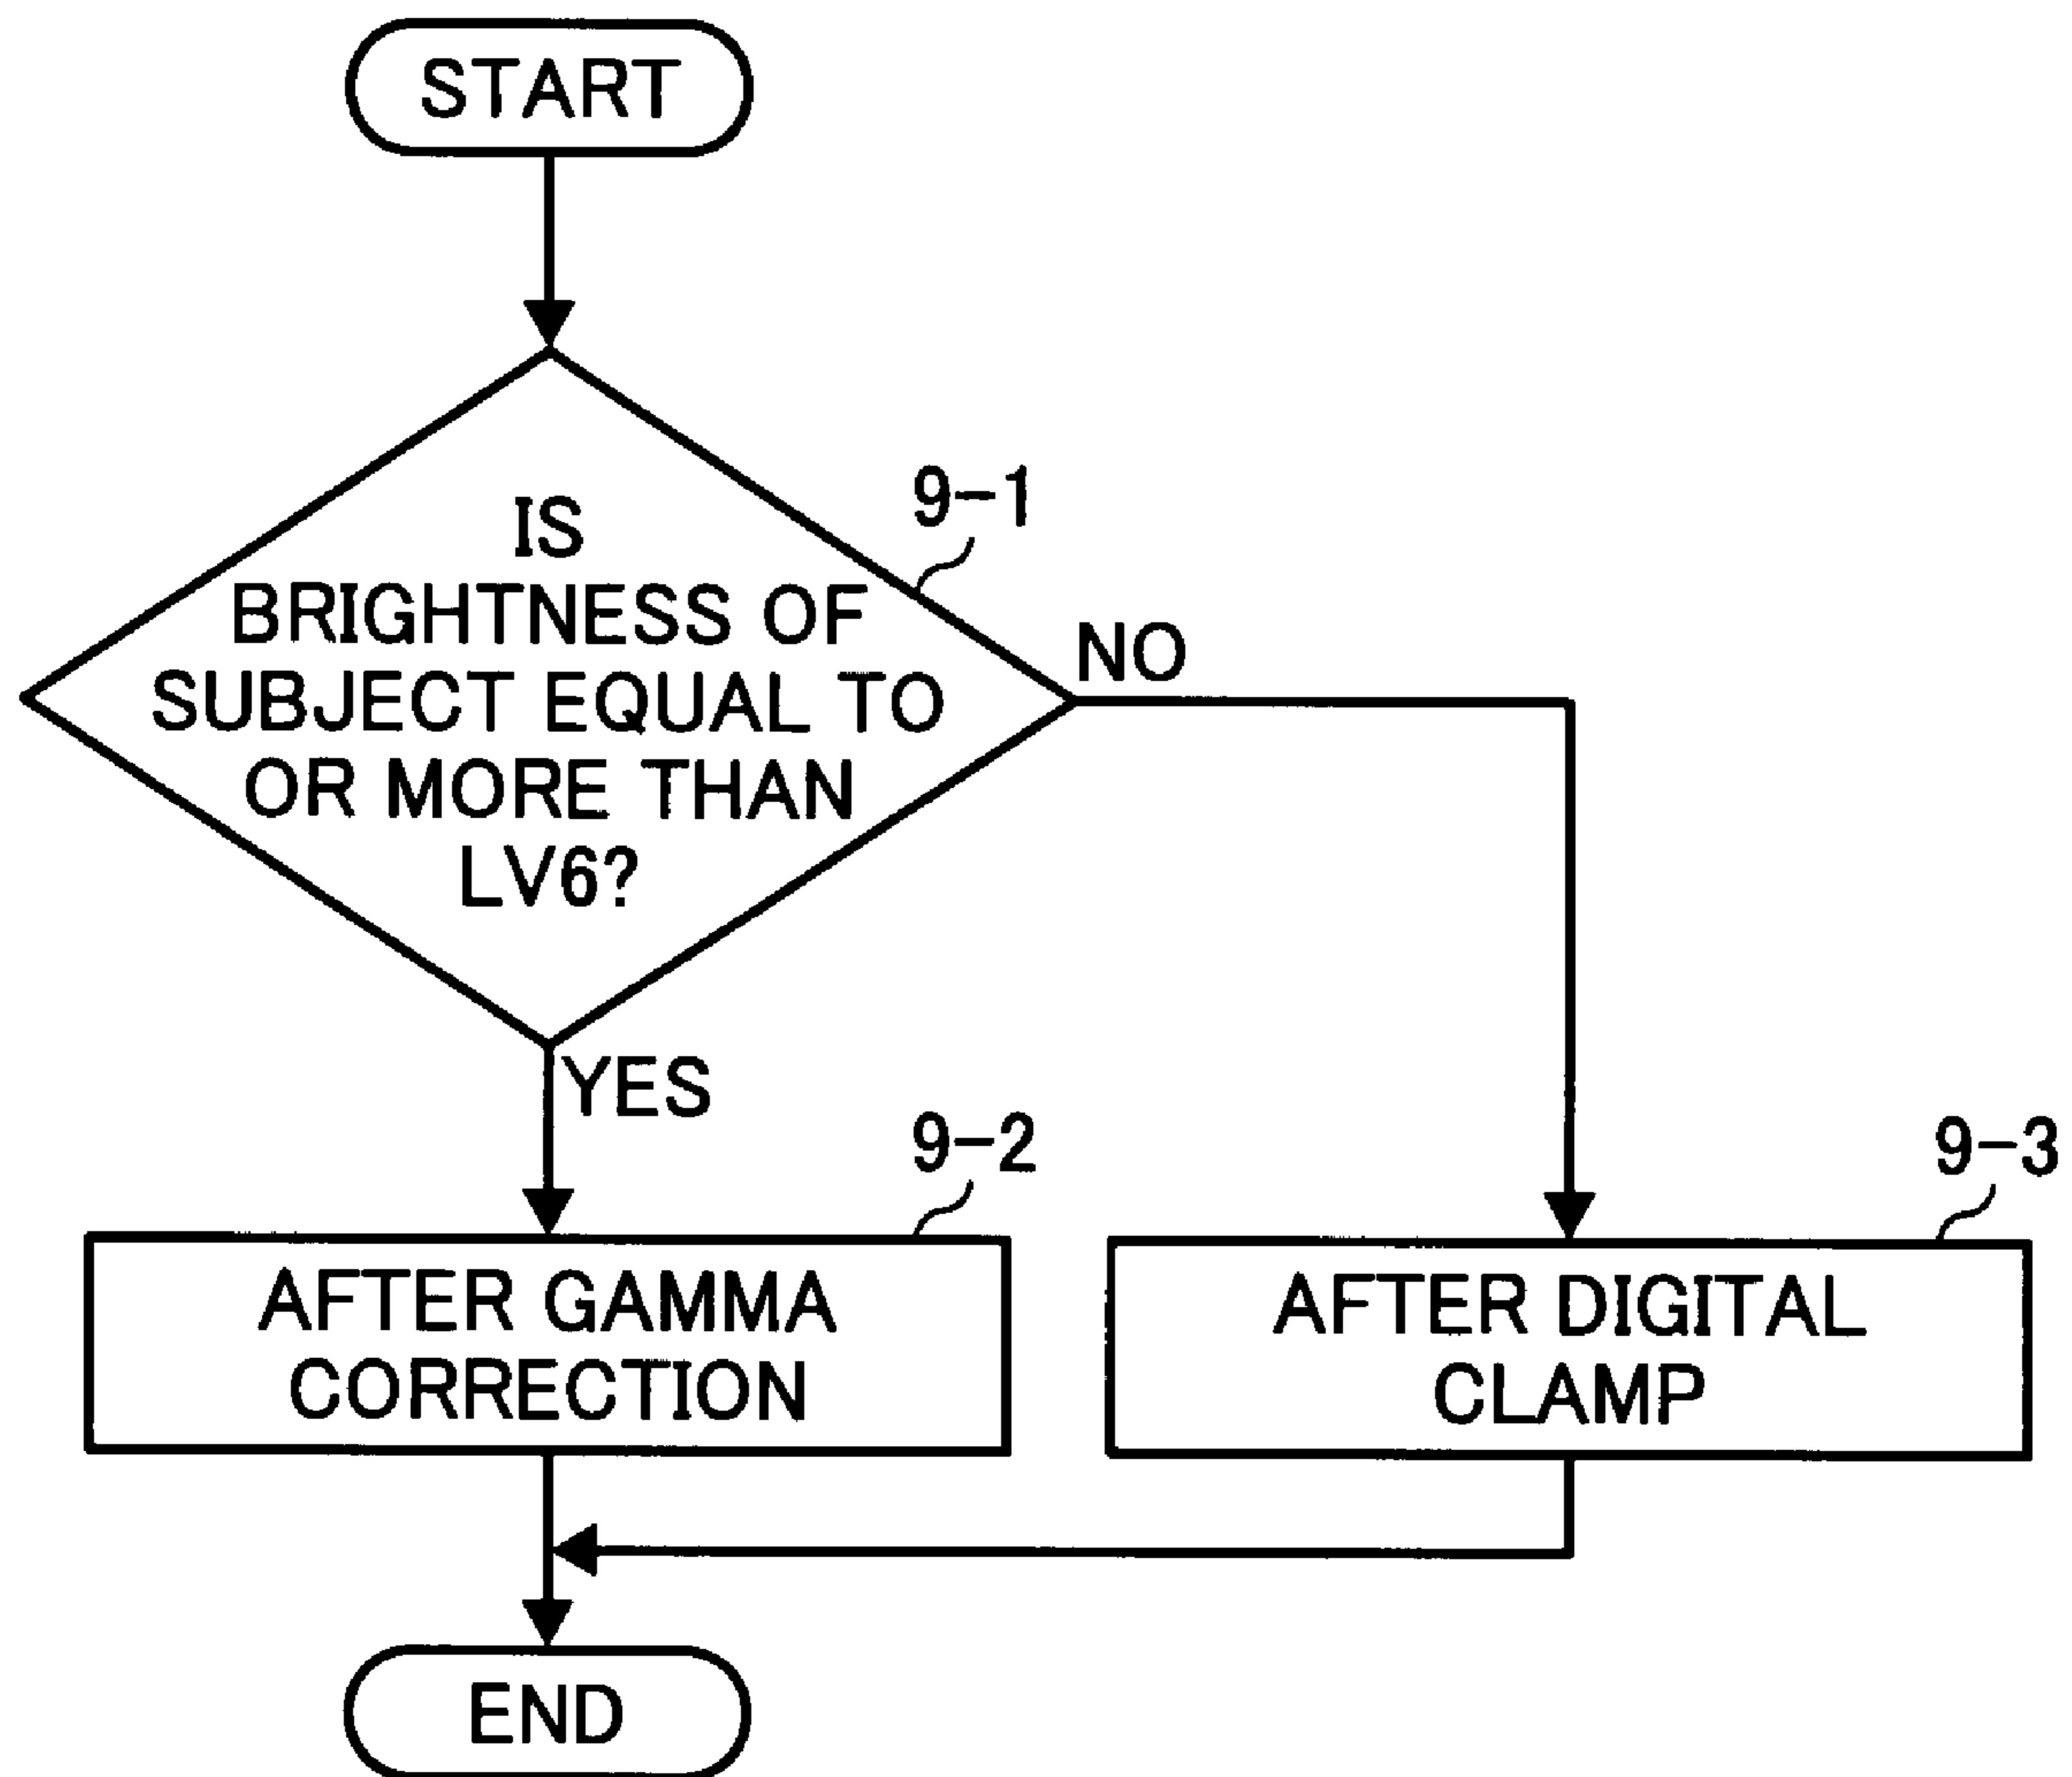 START
9-1
IS
BRIGHTNESS OF
SUBJECT EQUAL TO
OR MORE THAN
LV6?
NO
YES
9-2
AFTER GAMMA
CORRECTION
9-3
AFTER DIGITAL
CLAMP
END